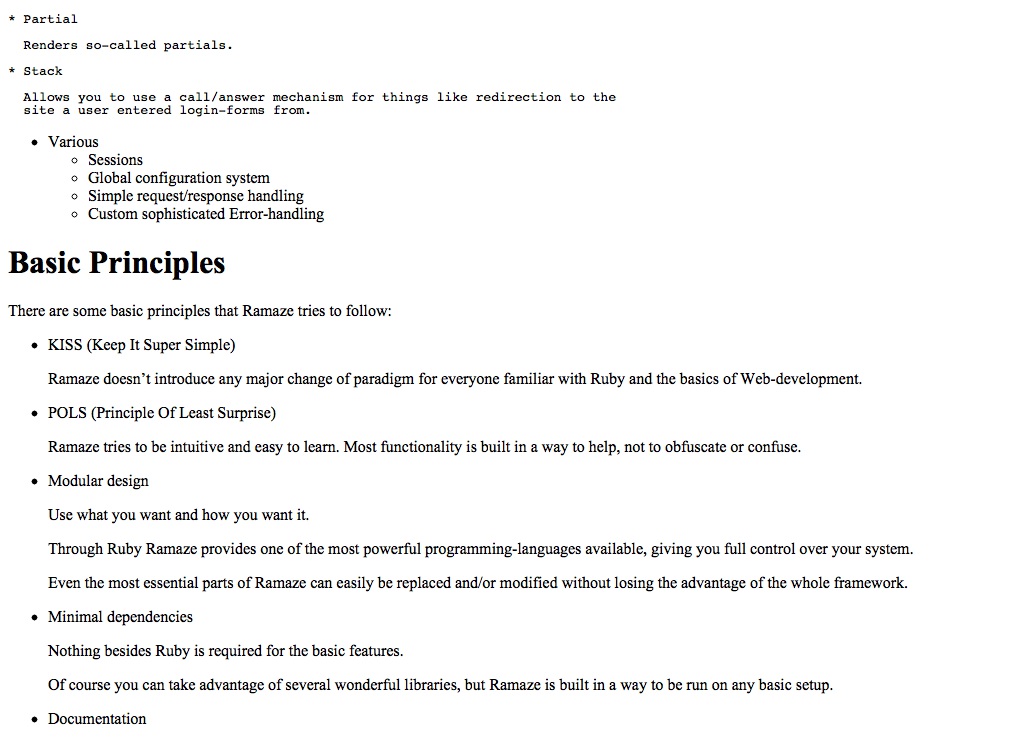 * Partial
Renders so-called partials.
* Stack
Allows you to use a call/answer mechanism for things like redirection to the
site a user entered login-forms from.
• Various
◦ Sessions
◦ Global configuration system
◦ Simple request/response handling
◦ Custom sophisticated Error-handling
Basic Principles
There are some basic principles that Ramaze tries to follow:
• KISS (Keep It Super Simple)
Ramaze doesn’t introduce any major change of paradigm for everyone familiar with Ruby and the basics of Web-development.
• POLS (Principle Of Least Surprise)
Ramaze tries to be intuitive and easy to learn. Most functionality is built in a way to help, not to obfuscate or confuse.
• Modular design
Use what you want and how you want it.
Through Ruby Ramaze provides one of the most powerful programming-languages available, giving you full control over your system.
Even the most essential parts of Ramaze can easily be replaced and/or modified without losing the advantage of the whole framework.
• Minimal dependencies
Nothing besides Ruby is required for the basic features.
Of course you can take advantage of several wonderful libraries, but Ramaze is built in a way to be run on any basic setup.
• Documentation